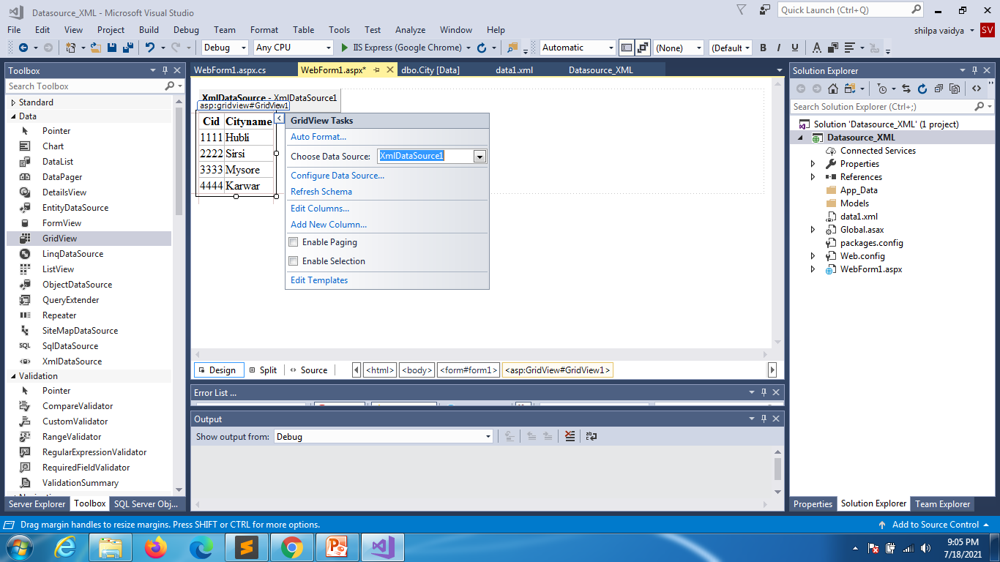 Datasource_XML - Microsoft Visual Studio
Quick Launch (Ctrl+Q)
File Edit View Project Build Debug Team Format Table Tools Test Analyze Window Help
shilpa vaidya SV
Debug Any CPU IIS Express (Google Chrome) Automatic (None) (Default B I U A
Toolbox
Search Toolbox
Standard
Data
Pointer
Chart
DataList
DataPager
DetailsView
EntityDataSource
FormView
GridView
LinqDataSource
ListView
ObjectDataSource
QueryExtender
Repeater
SiteMapDataSource
SQL SqlDataSource
XmlDataSource
Validation
Pointer
CompareValidator
CustomValidator
RangeValidator
RegularExpressionValidator
RequiredFieldValidator
ValidationSummary
Server Explorer Toolbox SQL Server Obj...
WebForm1.aspx.cs WebForm1.aspx* dbo.City [Data] data1.xml Datasource_XML
XmlDataSource - XmlDataSource1
asp:gridview#GridView1
Cid Cityname
1111 Hubli
2222 Sirsi
3333 Mysore
4444 Karwar
GridView Tasks
Auto Format...
Choose Data Source: XmlDataSource1
Configure Data Source...
Refresh Schema
Edit Columns...
Add New Column...
Enable Paging
Enable Selection
Edit Templates
Design Split Source <html> <body> <form#form1> <asp:GridView#GridView1>
Error List ...
Output
Show output from: Debug
Solution Explorer
Search Solution Explorer (Ctrl+;)
Solution 'Datasource_XML' (1 project)
Datasource_XML
Connected Services
Properties
References
App_Data
Models
data1.xml
Global.asax
packages.config
Web.config
WebForm1.aspx
Properties Solution Explorer Team Explorer
Drag margin handles to resize margins. Press SHIFT or CTRL for more options.
Add to Source Control
9:05 PM
7/18/2021